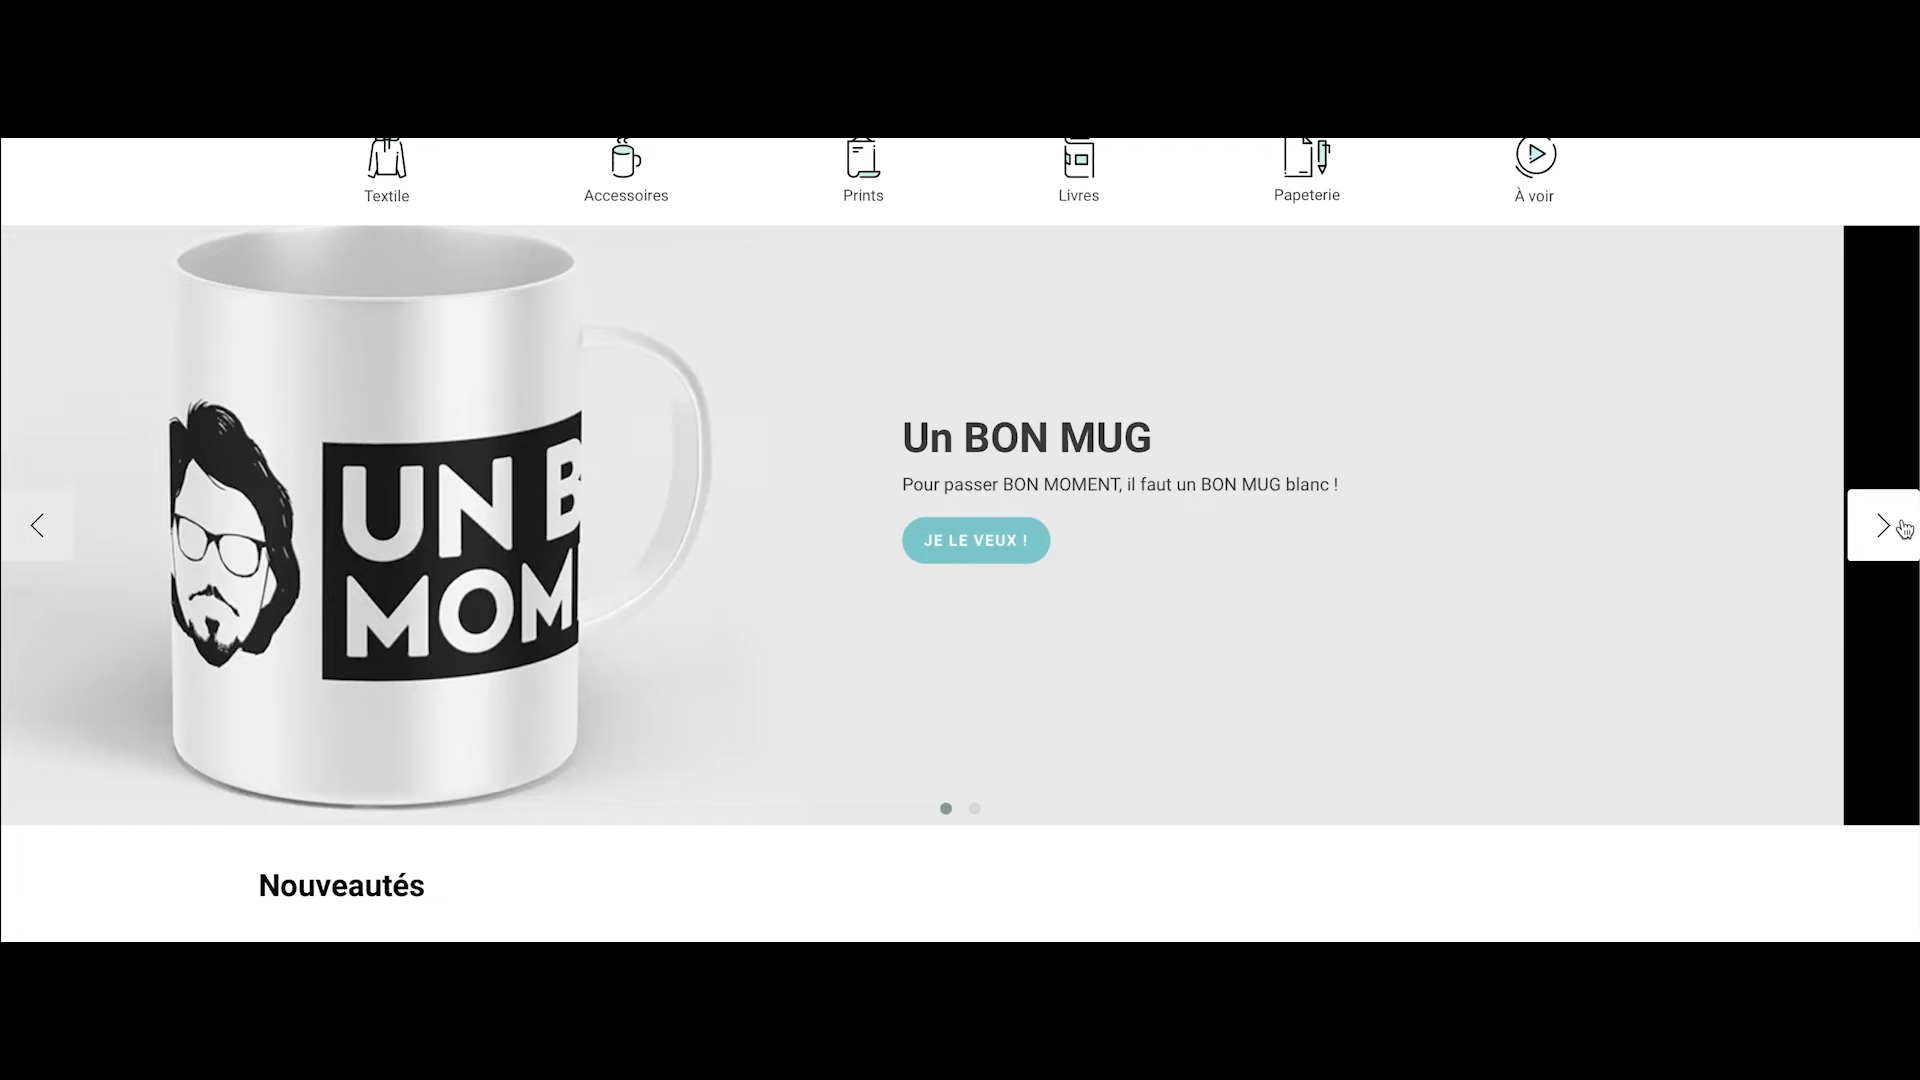 Textile
Accessoires
Prints
Livres
Papeterie
À voir
UN B
MOM
Un BON MUG
Pour passer BON MOMENT, il faut un BON MUG blanc !
JE LE VEUX !
Nouveautés